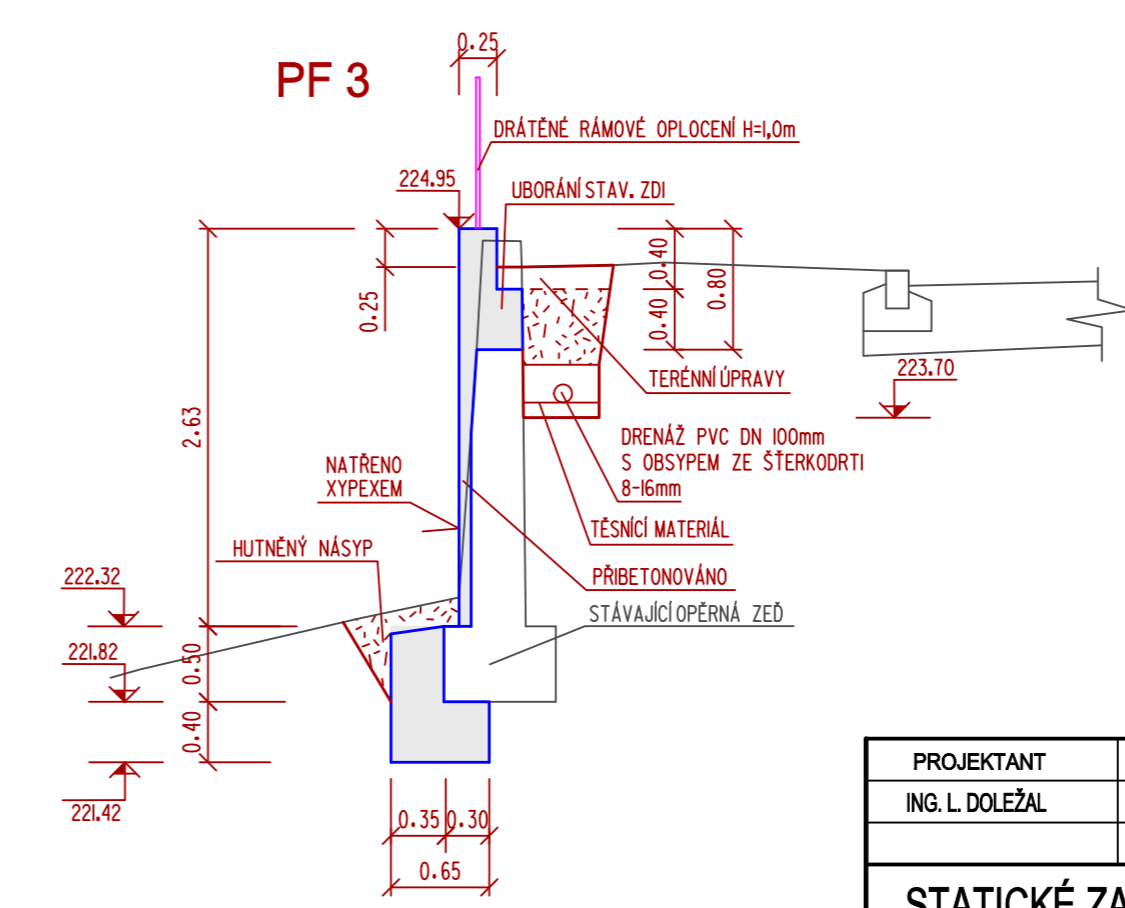 0.25
PF 3
DRÁTĚNÉ RÁMOVÉ OPLOCENÍ H=1,0m
224.95
UBORÁNÍ STAV. ZDI
0.25
0.40
0.40
0.80
TERÉNNÍ ÚPRAVY
223.70
2.63
DRENÁŽ PVC DN 100mm
S OBSYPEM ZE ŠTERKODRTI
8-16mm
NATŘENO
XYPEXEM
TĚSNÍCÍ MATERIÁL
HUTNĚNÝ NÁSYP
PŘIBETONOVÁNO
222.32
STÁVAJÍCÍ OPĚRNÁ ZEĎ
221.82
0.50
0.40
221.42
0.35
0.30
0.65
PROJEKTANT
ING. L. DOLEŽAL
STATICKÉ ZA